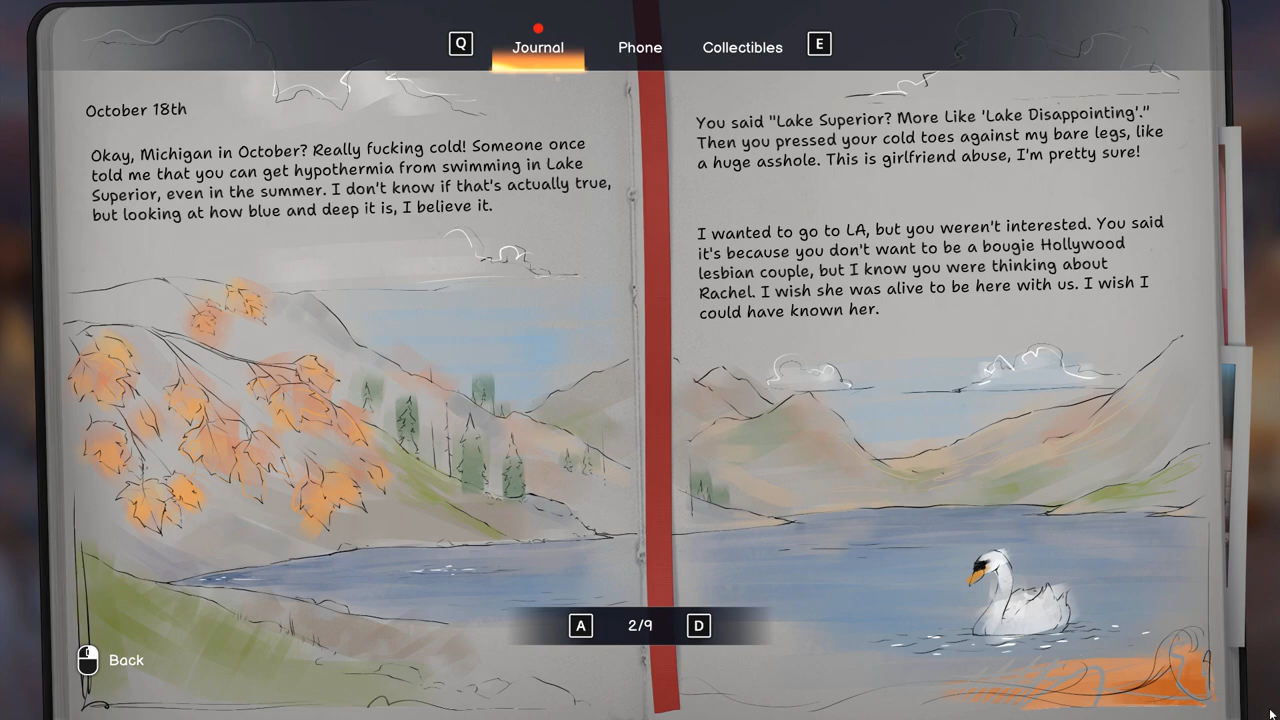 Q
Journal
Phone
Collectibles
E
October 18th
Okay, Michigan in October? Really fucking cold! Someone once
told me that you can get hypothermia from swimming in Lake
Superior, even in the summer. I don't know if that's actually true,
but looking at how blue and deep it is, I believe it.
You said "Lake Superior? More Like 'Lake Disappointing'."
Then you pressed your cold toes against my bare legs, like
a huge asshole. This is girlfriend abuse, I'm pretty sure!
I wanted to go to LA, but you weren't interested. You said
it's because you don't want to be a bougie Hollywood
lesbian couple, but I know you were thinking about
Rachel. I wish she was alive to be here with us. I wish I
could have known her.
A
2/9
D
Back